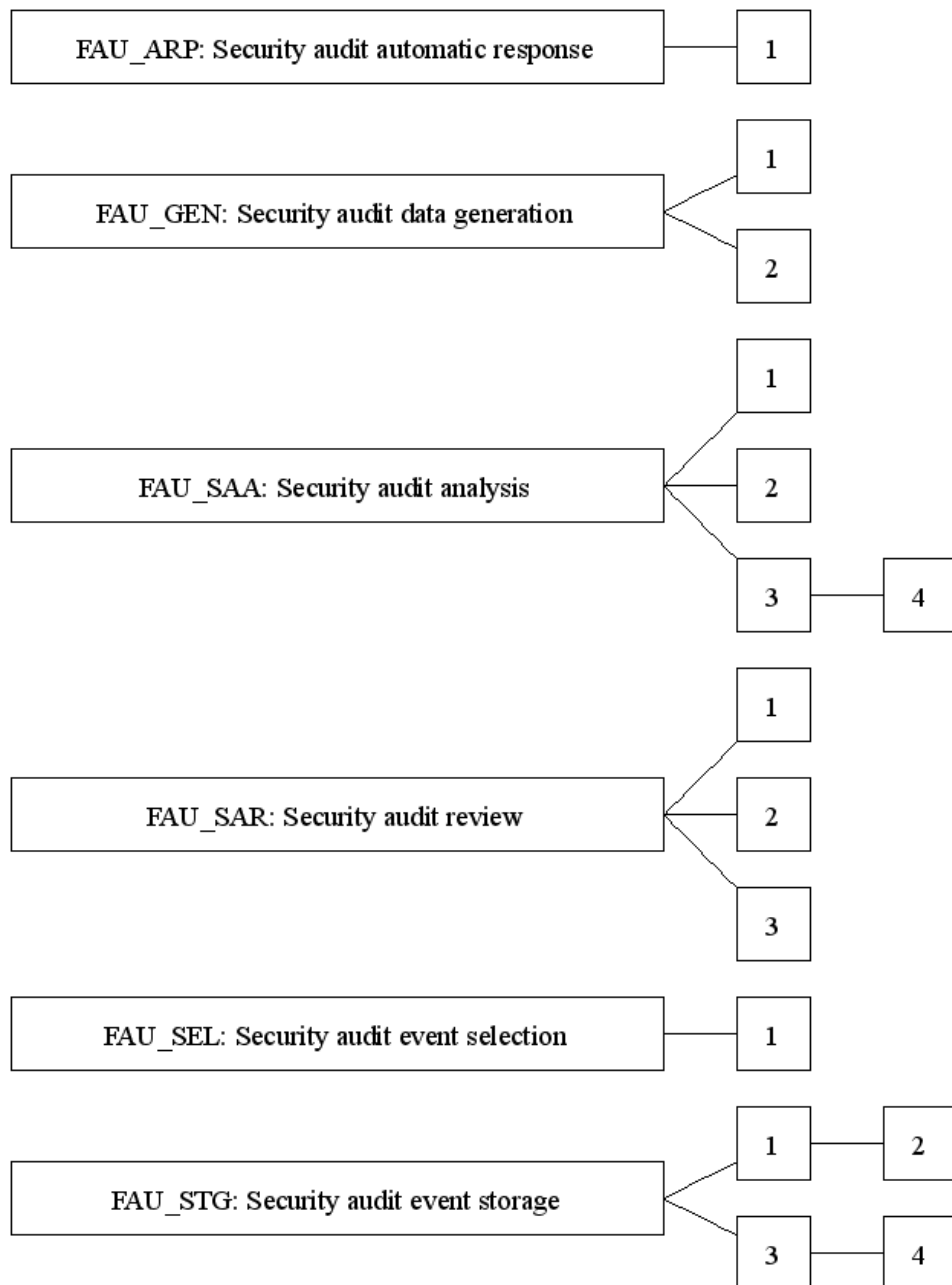 FAU_ARP: Security audit automatic response
1
1
FAU_GEN: Security audit data generation
2
1
FAU_SAA: Security audit analysis
2
3
4
1
FAU_SAR: Security audit review
2
3
FAU_SEL: Security audit event selection
1
1
2
FAU_STG: Security audit event storage
3
4